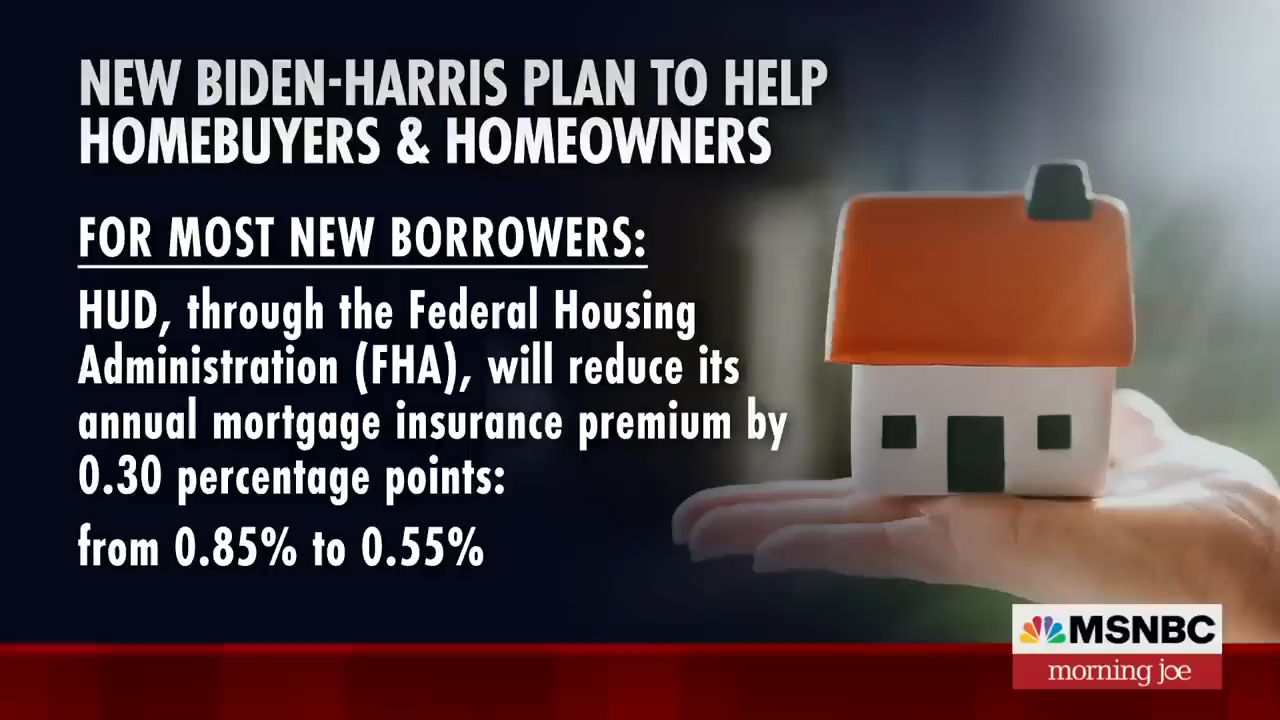 NEW BIDEN-HARRIS PLAN TO HELP
HOMEBUYERS & HOMEOWNERS
FOR MOST NEW BORROWERS:
HUD, through the Federal Housing
Administration (FHA), will reduce its
annual mortgage insurance premium by
0.30 percentage points:
from 0.85% to 0.55%
MSNBC
morning joe